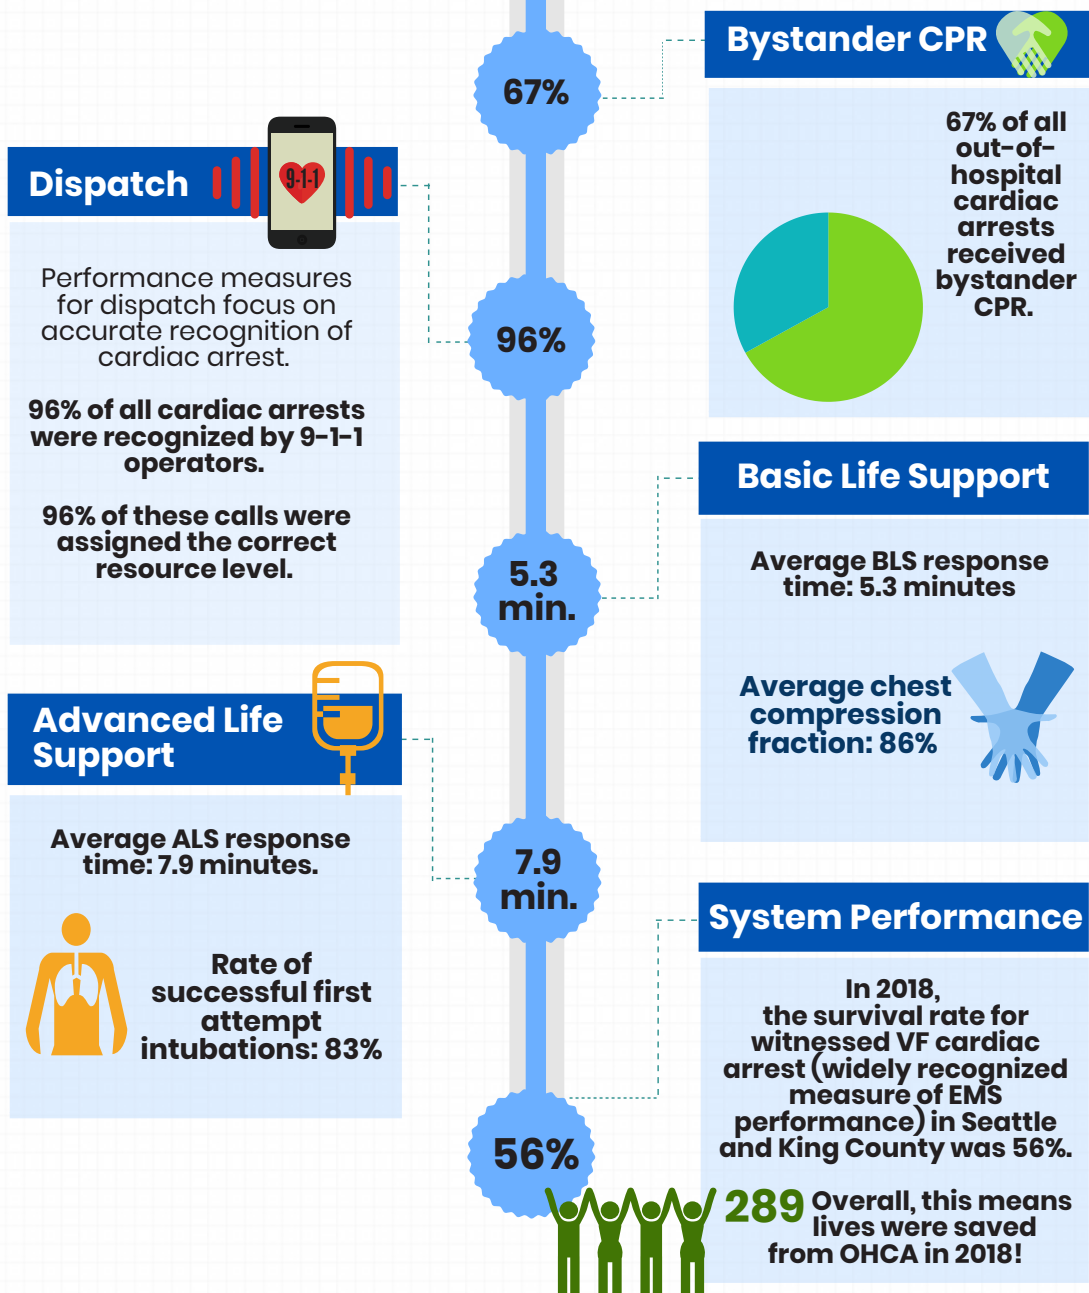 67%
Bystander CPR
67% of all
out-of-
hospital
cardiac
arrests
received
bystander
CPR.
Dispatch
9-1-1
Performance measures
for dispatch focus on
accurate recognition of
cardiac arrest.
96% of all cardiac arrests
were recognized by 9-1-1
operators.
96% of these calls were
assigned the correct
resource level.
96%
Basic Life Support
Average BLS response
time: 5.3 minutes
Average chest
compression
fraction: 86%
5.3
min.
Advanced Life
Support
Average ALS response
time: 7.9 minutes.
Rate of
successful first
attempt
intubations: 83%
7.9
min.
System Performance
In 2018,
the survival rate for
witnessed VF cardiac
arrest (widely recognized
measure of EMS
performance) in Seattle
and King County was 56%.
56%
289 Overall, this means
lives were saved
from OHCA in 2018!